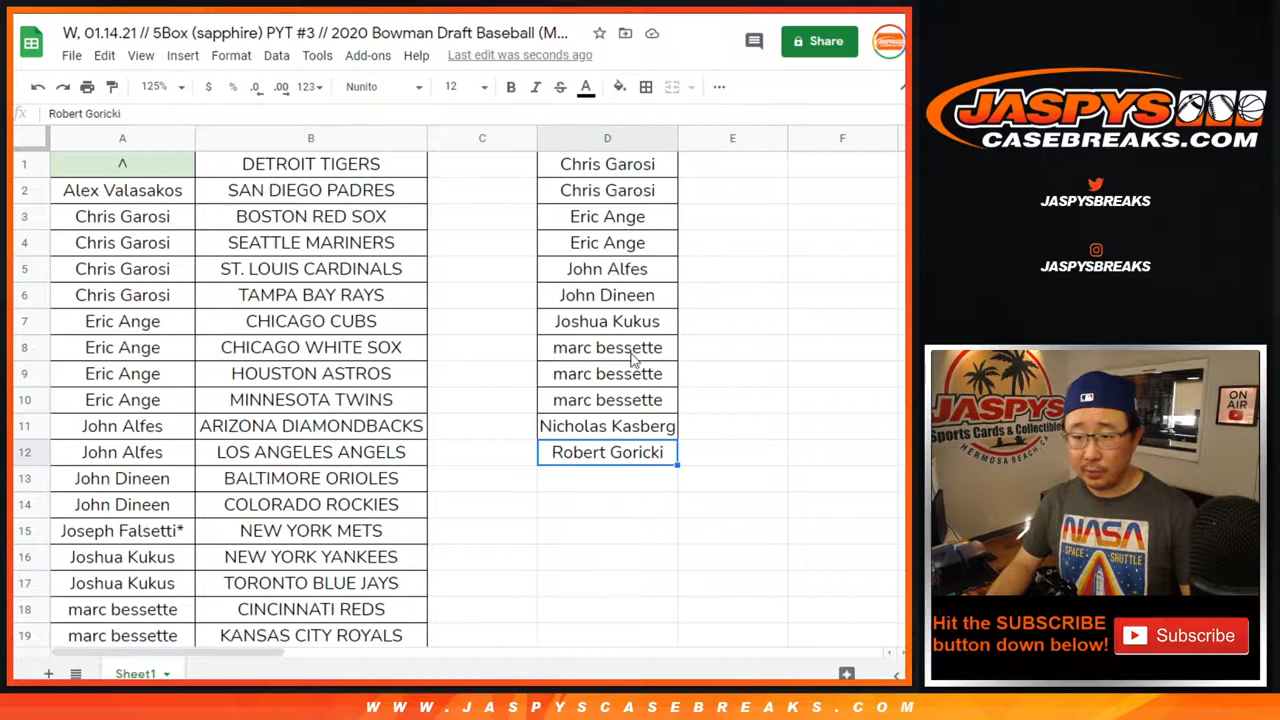 W, 01.14.21 // 5Box (sapphire) PYT #3 // 2020 Bowman Draft Baseball (M...
File Edit View Insert Format Data Tools Add-ons Help Last edit was seconds ago
Share
125% $ % .0 .00 123 Nunito 12 B I S A
fx Robert Goricki
A B C D E F
1 ^ DETROIT TIGERS Chris Garosi
2 Alex Valasakos SAN DIEGO PADRES Chris Garosi
3 Chris Garosi BOSTON RED SOX Eric Ange
4 Chris Garosi SEATTLE MARINERS Eric Ange
5 Chris Garosi ST. LOUIS CARDINALS John Alfes
6 Chris Garosi TAMPA BAY RAYS John Dineen
7 Eric Ange CHICAGO CUBS Joshua Kukus
8 Eric Ange CHICAGO WHITE SOX marc bessette
9 Eric Ange HOUSTON ASTROS marc bessette
10 Eric Ange MINNESOTA TWINS marc bessette
11 John Alfes ARIZONA DIAMONDBACKS Nicholas Kasberg
12 John Alfes LOS ANGELES ANGELS Robert Goricki
13 John Dineen BALTIMORE ORIOLES
14 John Dineen COLORADO ROCKIES
15 Joseph Falsetti* NEW YORK METS
16 Joshua Kukus NEW YORK YANKEES
17 Joshua Kukus TORONTO BLUE JAYS
18 marc bessette CINCINNATI REDS
19 marc bessette KANSAS CITY ROYALS
Sheet1
JASPYS
CASEBREAKS.COM
JASPYSBREAKS
JASPYSBREAKS
JASPYS
Sports Cards & Collectibles
HERMOSA BEACH, CA
ON AIR
NASA
SPACE SHUTTLE
Hit the SUBSCRIBE
button down below!
Subscribe
WWW.JASPYSCASEBREAKS.COM